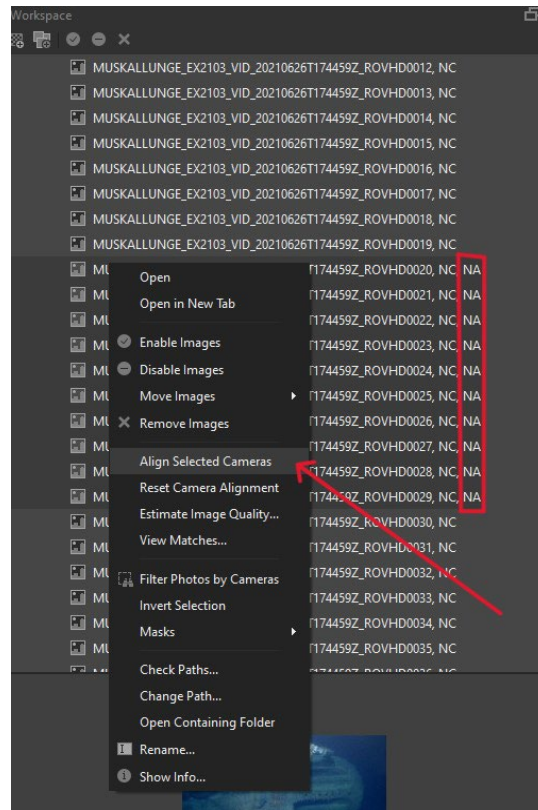 Workspace
MUSKALLUNGE_EX2103_VID_20210626T174459Z_ROVHD0012, NC
MUSKALLUNGE_EX2103_VID_20210626T174459Z_ROVHD0013, NC
MUSKALLUNGE_EX2103_VID_20210626T174459Z_ROVHD0014, NC
MUSKALLUNGE_EX2103_VID_20210626T174459Z_ROVHD0015, NC
MUSKALLUNGE_EX2103_VID_20210626T174459Z_ROVHD0016, NC
MUSKALLUNGE_EX2103_VID_20210626T174459Z_ROVHD0017, NC
MUSKALLUNGE_EX2103_VID_20210626T174459Z_ROVHD0018, NC
MUSKALLUNGE_EX2103_VID_20210626T174459Z_ROVHD0019, NC
MU T174459Z_ROVHD0020, NC, NA
MU T174459Z_ROVHD0021, NC, NA
MU T174459Z_ROVHD0022, NC, NA
MU T174459Z_ROVHD0023, NC, NA
MU T174459Z_ROVHD0024, NC, NA
MU T174459Z_ROVHD0025, NC, NA
MU T174459Z_ROVHD0026, NC, NA
MU T174459Z_ROVHD0027, NC, NA
MU T174459Z_ROVHD0028, NC, NA
MU T174459Z_ROVHD0029, NC, NA
MU T174459Z_ROVHD0030, NC
MU T174459Z_ROVHD0031, NC
MU T174459Z_ROVHD0032, NC
MU T174459Z_ROVHD0033, NC
MU T174459Z_ROVHD0034, NC
MU T174459Z_ROVHD0035, NC
Open
Open in New Tab
Enable Images
Disable Images
Move Images
Remove Images
Align Selected Cameras
Reset Camera Alignment
Estimate Image Quality...
View Matches...
Filter Photos by Cameras
Invert Selection
Masks
Check Paths...
Change Path...
Open Containing Folder
Rename...
Show Info...